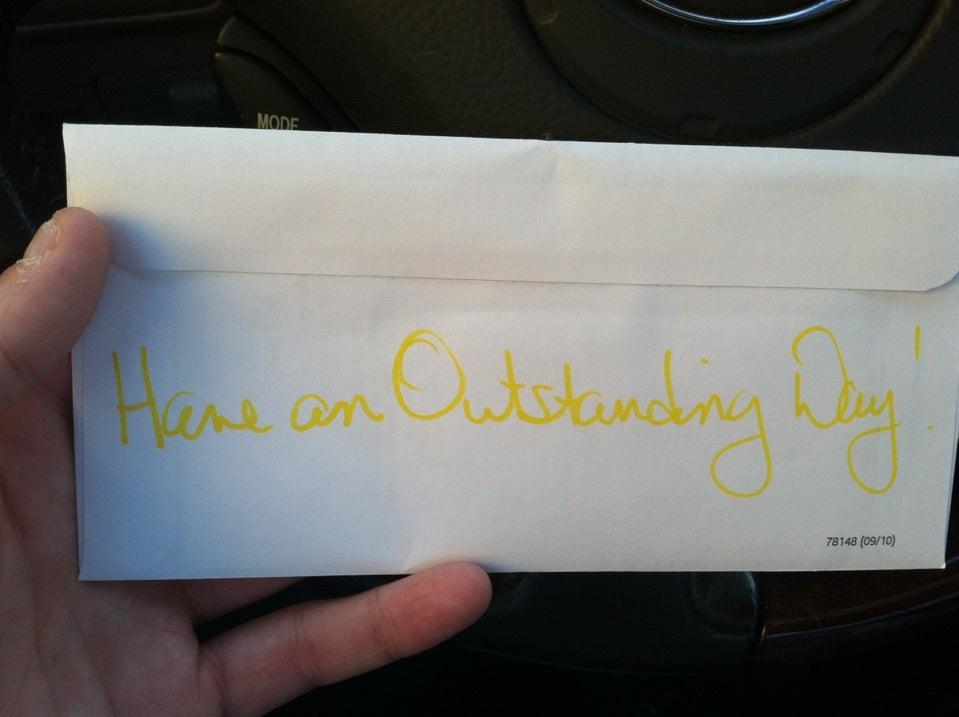 MODE
Have an Outstanding Day!
78148 (09/10)